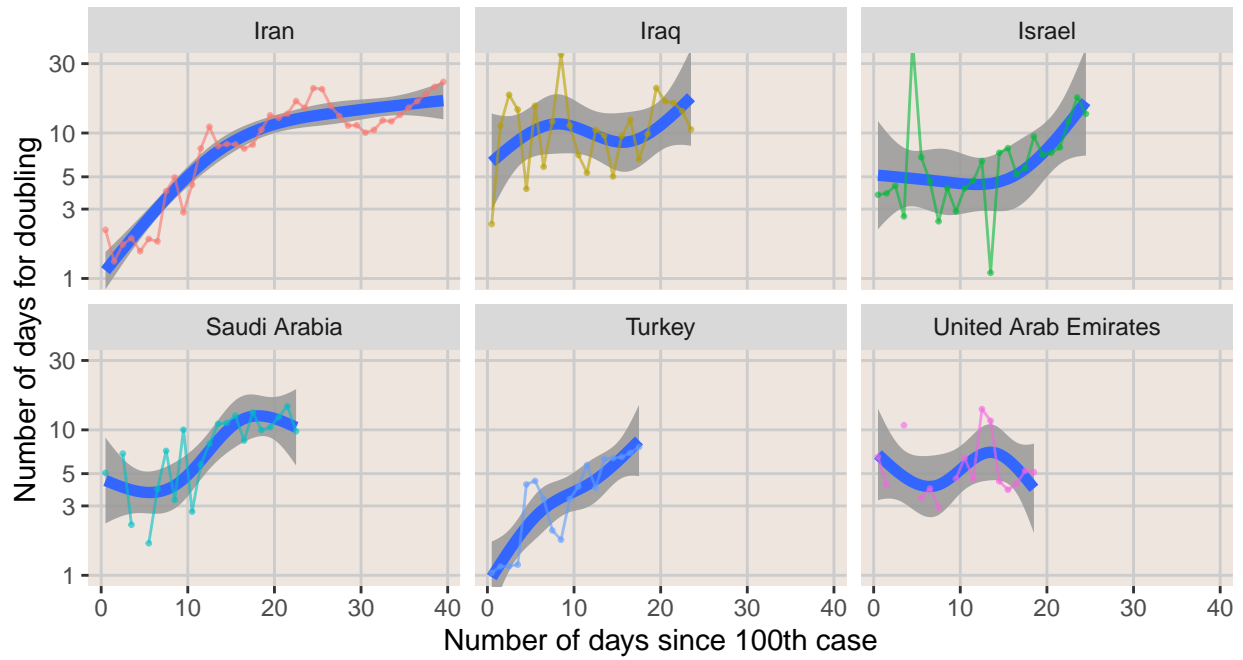 Iran Iraq Israel
Number of days for doubling
30
10
5
3
1
Saudi Arabia Turkey United Arab Emirates
30
10
5
3
1
0 10 20 30 40 0 10 20 30 40 0 10 20 30 40
Number of days since 100th case